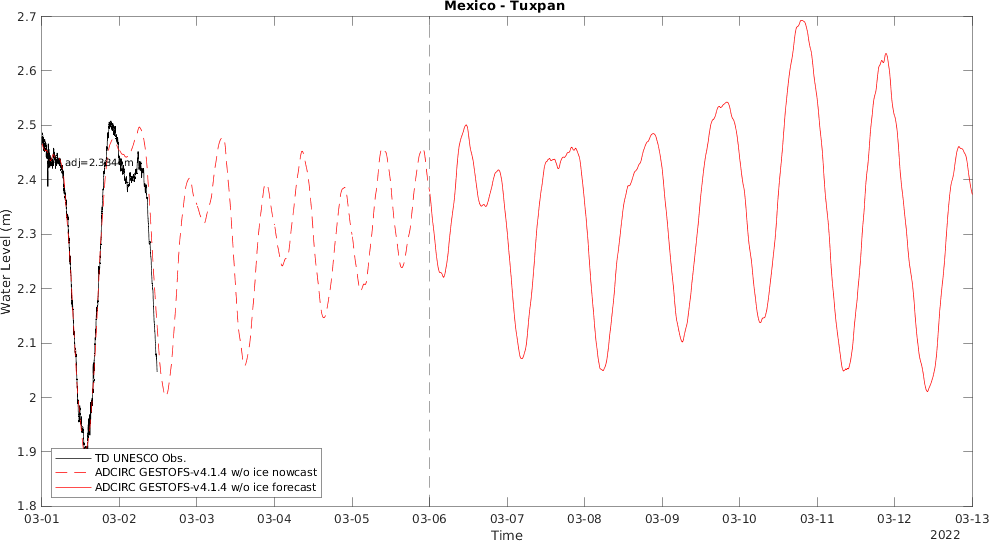 Mexico - Tuxpan
2.7
2.6
2.5
2.4
2.3
2.2
2.1
2
1.9
1.8
Water Level (m)
TD UNESCO Obs.
ADCIRC GESTOFS-v4.1.4 w/o ice nowcast
ADCIRC GESTOFS-v4.1.4 w/o ice forecast
03-01 03-02 03-03 03-04 03-05 03-06 03-07 03-08 03-09 03-10 03-11 03-12 03-13
Time
2022